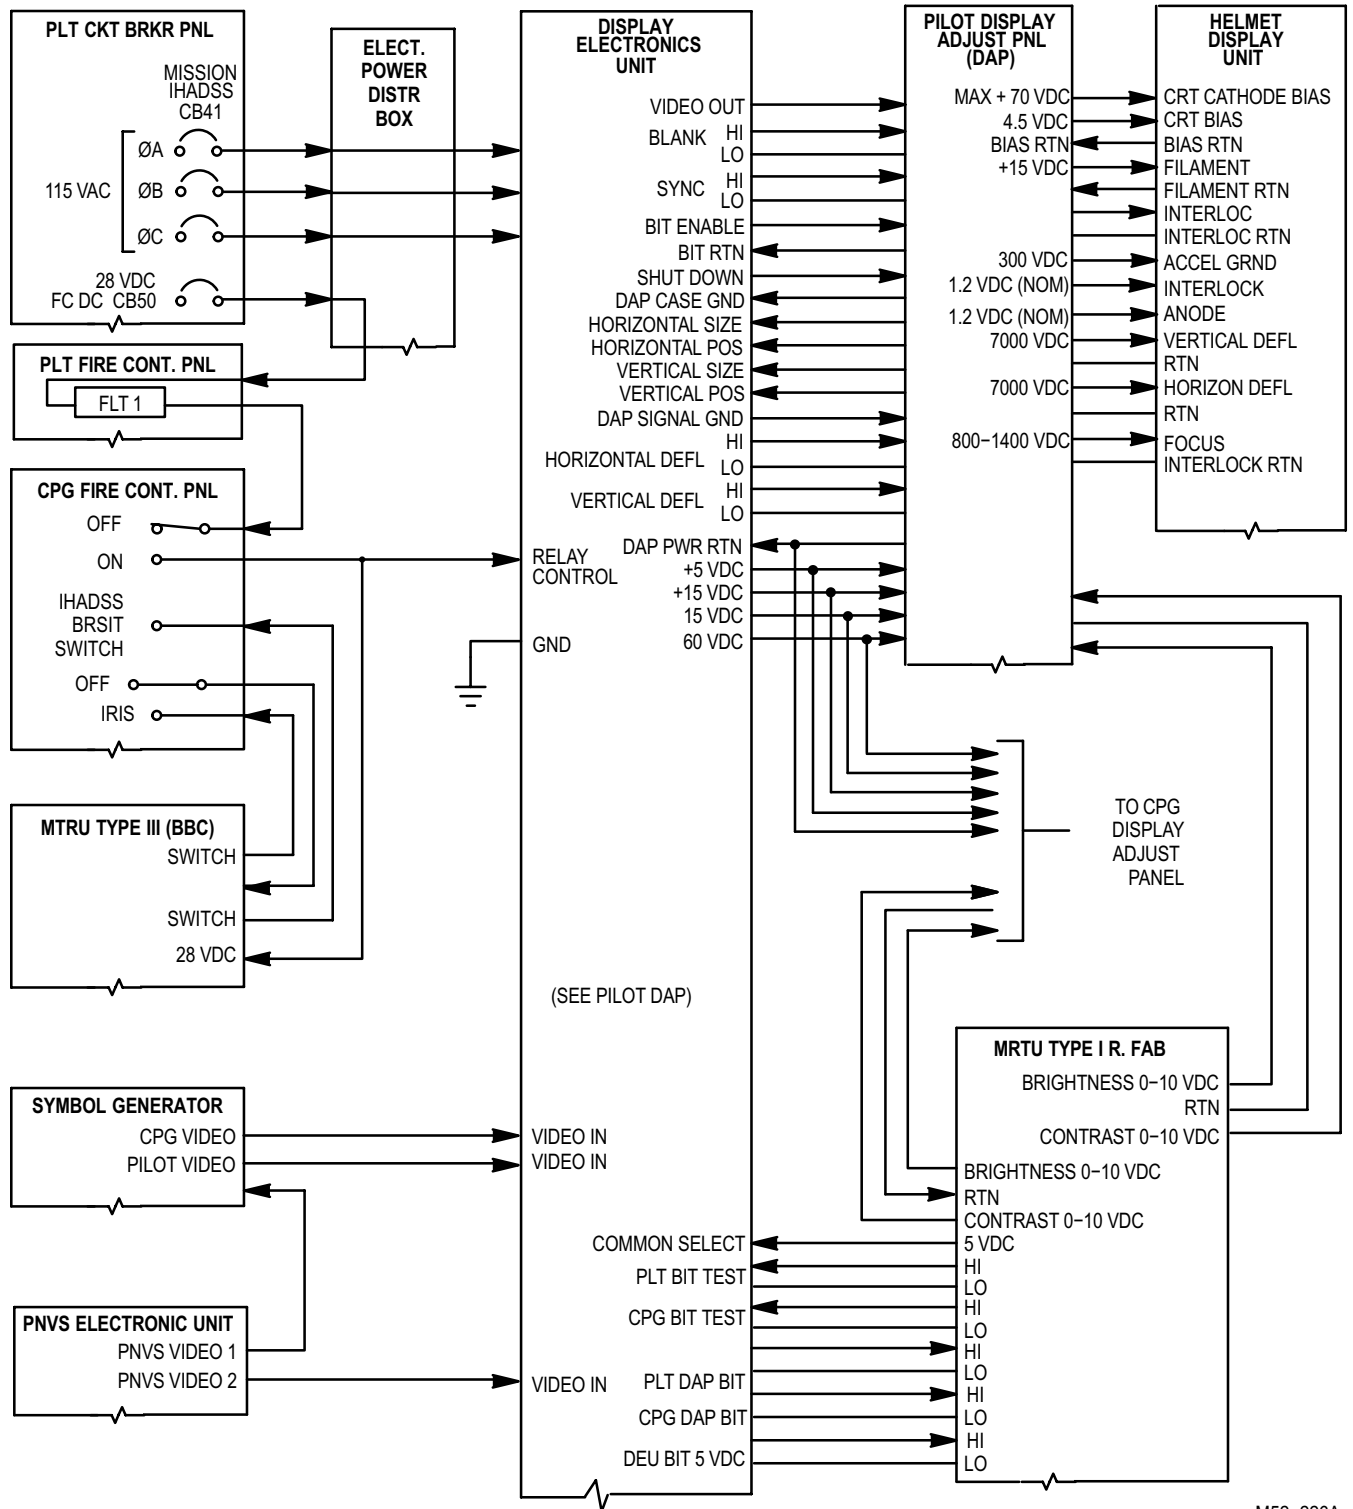 PLT CKT BRKR PNL
MISSION
IHADSS
CB41
ØA
115 VAC
ØB
ØC
28 VDC
FC DC CB50
ELECT.
POWER
DISTR
BOX
PLT FIRE CONT. PNL
FLT 1
CPG FIRE CONT. PNL
OFF
ON
IHADSS
BRSIT
SWITCH
OFF
IRIS
MTRU TYPE III (BBC)
SWITCH
SWITCH
28 VDC
SYMBOL GENERATOR
CPG VIDEO
PILOT VIDEO
PNVS ELECTRONIC UNIT
PNVS VIDEO 1
PNVS VIDEO 2
DISPLAY
ELECTRONICS
UNIT
VIDEO OUT
BLANK HI
LO
SYNC HI
LO
BIT ENABLE
BIT RTN
SHUT DOWN
DAP CASE GND
HORIZONTAL SIZE
HORIZONTAL POS
VERTICAL SIZE
VERTICAL POS
DAP SIGNAL GND
HI
HORIZONTAL DEFL LO
HI
VERTICAL DEFL
LO
DAP PWR RTN
RELAY
CONTROL
+5 VDC
+15 VDC
15 VDC
60 VDC
GND
(SEE PILOT DAP)
VIDEO IN
VIDEO IN
COMMON SELECT
PLT BIT TEST
CPG BIT TEST
VIDEO IN
PLT DAP BIT
CPG DAP BIT
DEU BIT 5 VDC
PILOT DISPLAY
ADJUST PNL
(DAP)
MAX + 70 VDC
4.5 VDC
BIAS RTN
+15 VDC
300 VDC
1.2 VDC (NOM)
1.2 VDC (NOM)
7000 VDC
7000 VDC
800–1400 VDC
HELMET
DISPLAY
UNIT
CRT CATHODE BIAS
CRT BIAS
BIAS RTN
FILAMENT
FILAMENT RTN
INTERLOC
INTERLOC RTN
ACCEL GRND
INTERLOCK
ANODE
VERTICAL DEFL
RTN
HORIZON DEFL
RTN
FOCUS
INTERLOCK RTN
TO CPG
DISPLAY
ADJUST
PANEL
MRTU TYPE I R. FAB
BRIGHTNESS 0–10 VDC
RTN
CONTRAST 0–10 VDC
BRIGHTNESS 0–10 VDC
RTN
CONTRAST 0–10 VDC
5 VDC
HI
LO
HI
LO
HI
LO
HI
LO
HI
LO